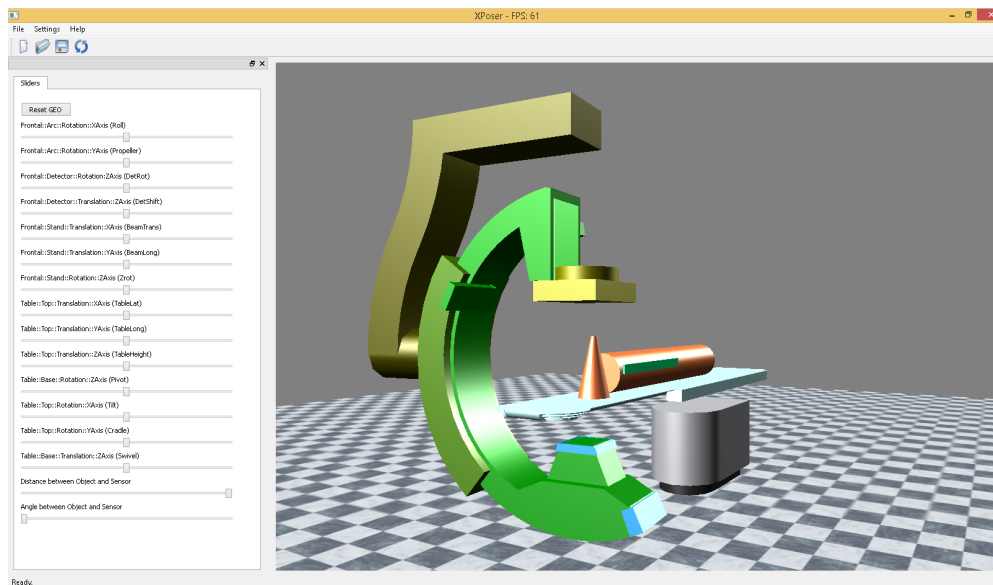 XPoser - FPS: 61
File Settings Help
Sliders
Reset GEO
Frontal::Arc::Rotation::XAxis (Roll)
Frontal::Arc::Rotation::YAxis (Propeller)
Frontal::Detector::Rotation:ZAxis (DetRot)
Frontal::Detector::Translation::ZAxis (DetShift)
Frontal::Stand::Translation::XAxis (BeamTrans)
Frontal::Stand::Translation::YAxis (BeamLong)
Frontal::Stand::Rotation::ZAxis (Zrot)
Table::Top::Translation::XAxis (TableLat)
Table::Top::Translation::YAxis (TableLong)
Table::Top::Translation::ZAxis (TableHeight)
Table::Base::Rotation::ZAxis (Pivot)
Table::Top::Rotation::XAxis (Tilt)
Table::Top::Rotation::YAxis (Cradle)
Table::Base::Translation::ZAxis (Swivel)
Distance between Object and Sensor
Angle between Object and Sensor
Ready.